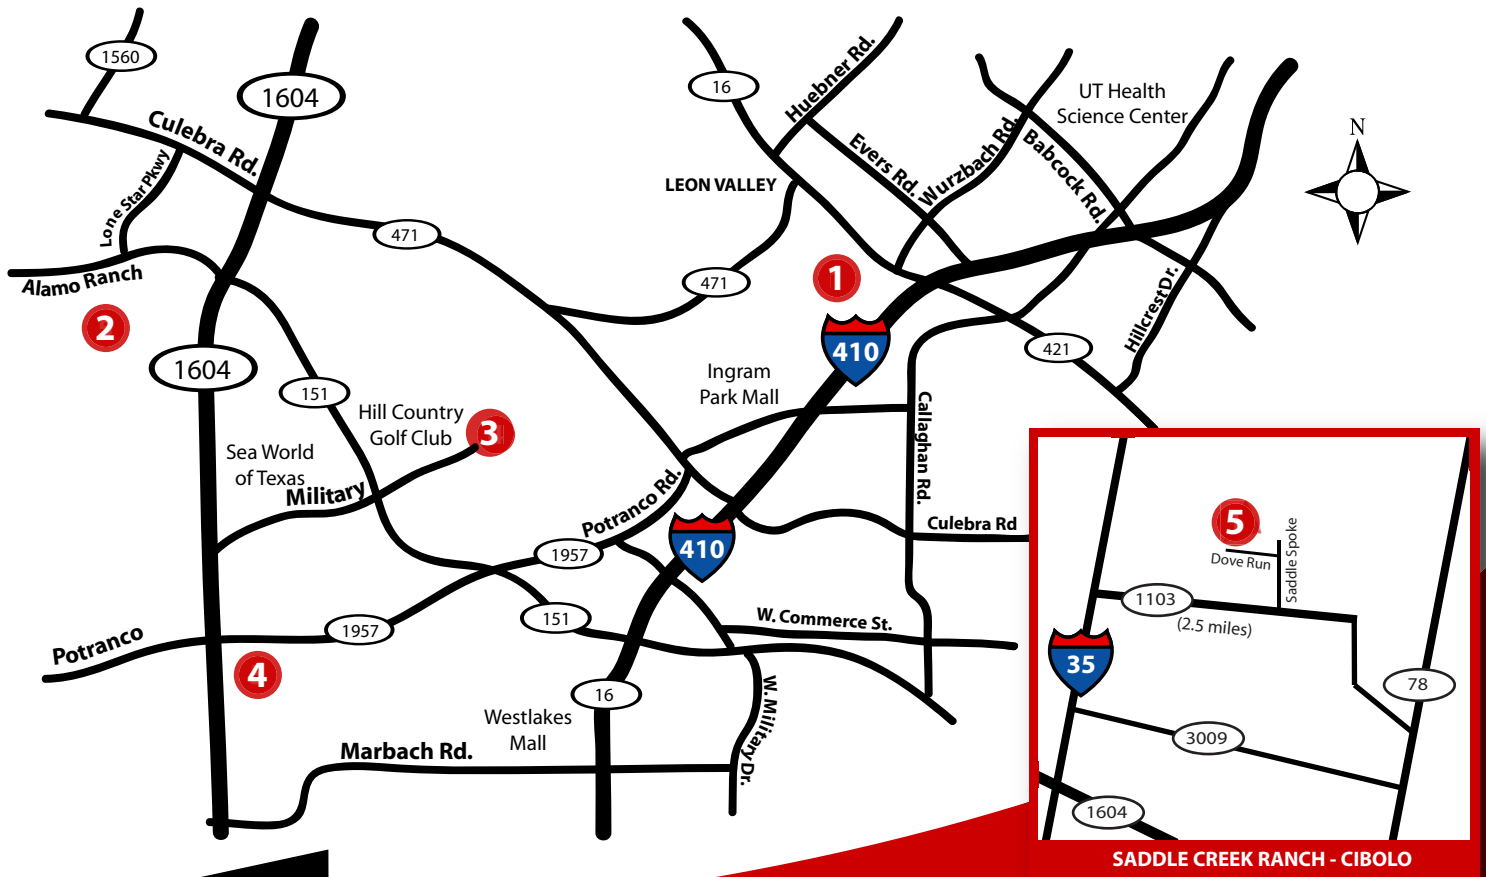 1560
1604
Culebra Rd.
Lone Star Pkwy
Alamo Ranch
2
1604
471
151
Hill Country
Golf Club
3
Sea World
of Texas
Military
16
Huebner Rd.
Evers Rd.
Wurzbach Rd.
Babcock Rd.
UT Health
Science Center
N
LEON VALLEY
471
1
410
Ingram
Park Mall
421
Hillcrest Dr.
Callaghan Rd.
Culebra Rd
Potranco Rd.
410
1957
151
1957
Potranco
4
W. Commerce St.
16
Westlakes
Mall
W. Military Dr.
Marbach Rd.
5
Dove Run
Saddle Spoke
1103
(2.5 miles)
35
78
3009
1604
SADDLE CREEK RANCH - CIBOLO